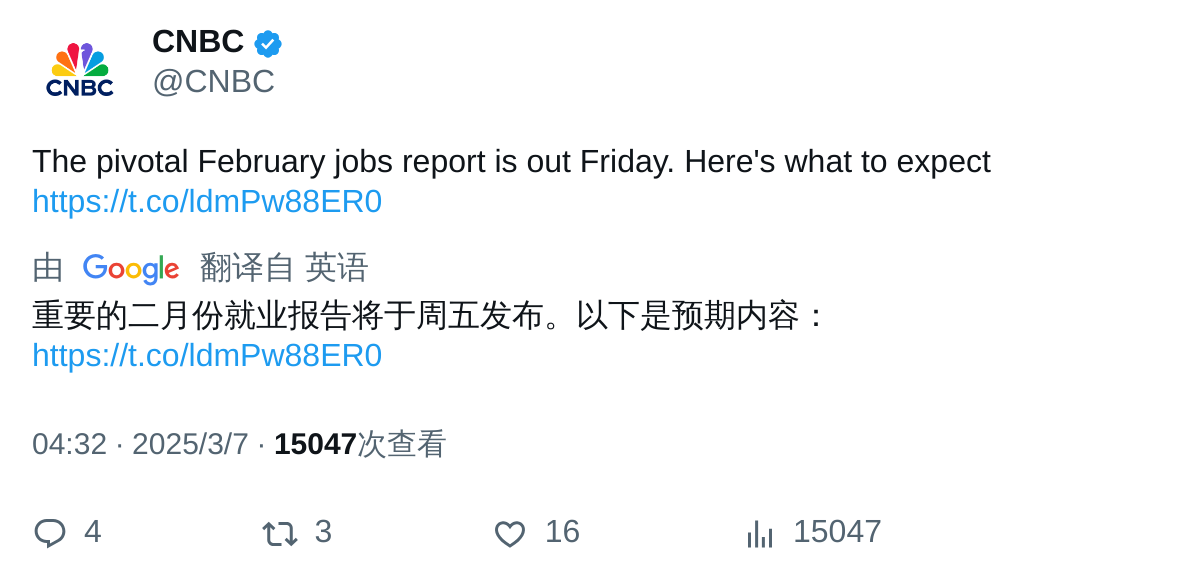 CNBC
CNBC
@CNBC
The pivotal February jobs report is out Friday. Here's what to expect
https://t.co/ldmPw88ER0
由 Google 翻译自 英语
重要的二月份就业报告将于周五发布。以下是预期内容：
https://t.co/ldmPw88ER0
04:32 · 2025/3/7 · 15047次查看
4 3 16 15047